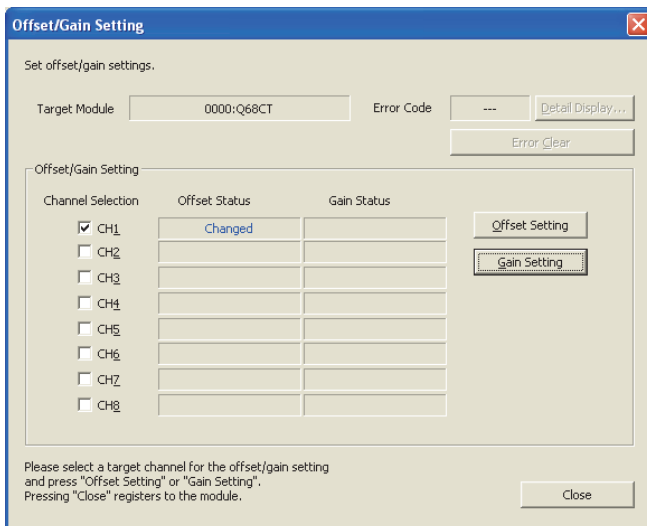 Offset/Gain Setting
Set offset/gain settings.
Target Module 0000:Q68CT Error Code --- Detail Display...
Error Clear
Offset/Gain Setting
Channel Selection Offset Status Gain Status
CH1 Changed Offset Setting
CH2
Gain Setting
CH3
CH4
CH5
CH6
CH7
CH8
Please select a target channel for the offset/gain setting
and press "Offset Setting" or "Gain Setting".
Pressing "Close" registers to the module.
Close